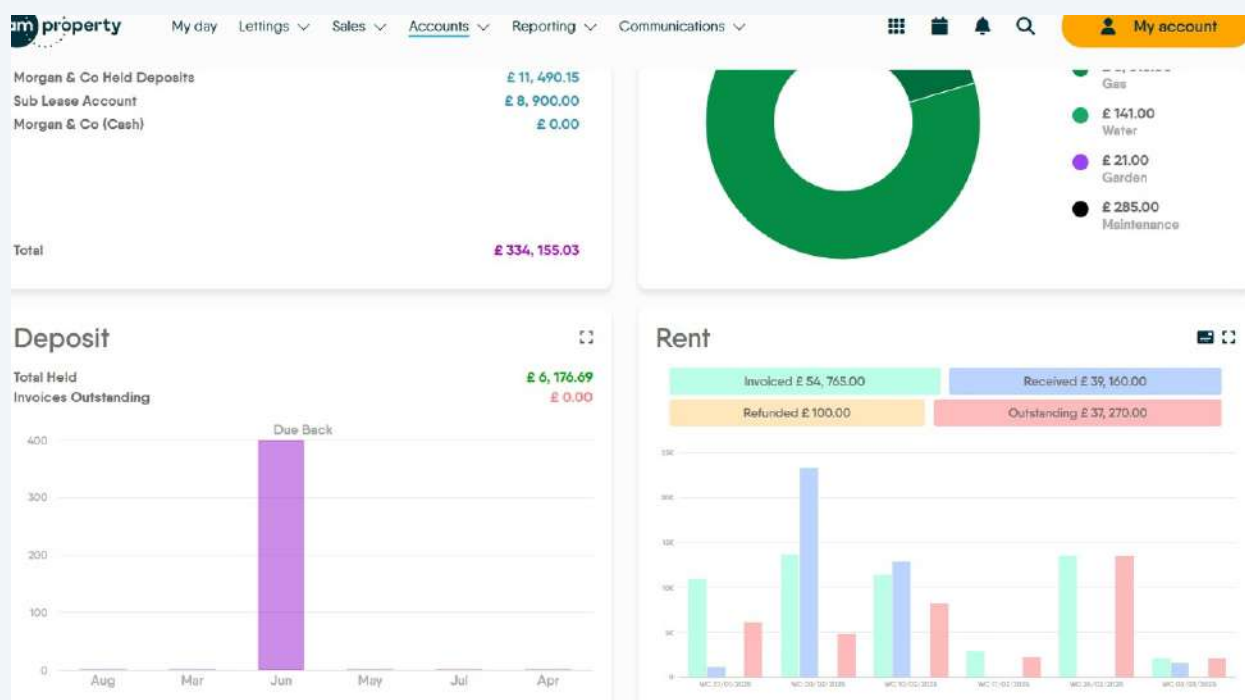 property
My day
Lettings
Sales
Accounts
Reporting
Communications
My account
Morgan & Co Held Deposits £ 11, 490.15
Sub Lease Account £ 8, 900.00
Morgan & Co (Cash) £ 0.00
Total £ 334, 155.03
Gas
£ 141.00
Water
£ 21.00
Garden
£ 285.00
Maintenance
Deposit
Total Held £ 6, 176.69
Invoices Outstanding £ 0.00
Due Back
400
300
200
100
0
Aug Mar Jun May Jul Apr
Rent
Invoiced £ 54, 765.00
Received £ 39, 160.00
Refunded £ 100.00
Outstanding £ 37, 270.00